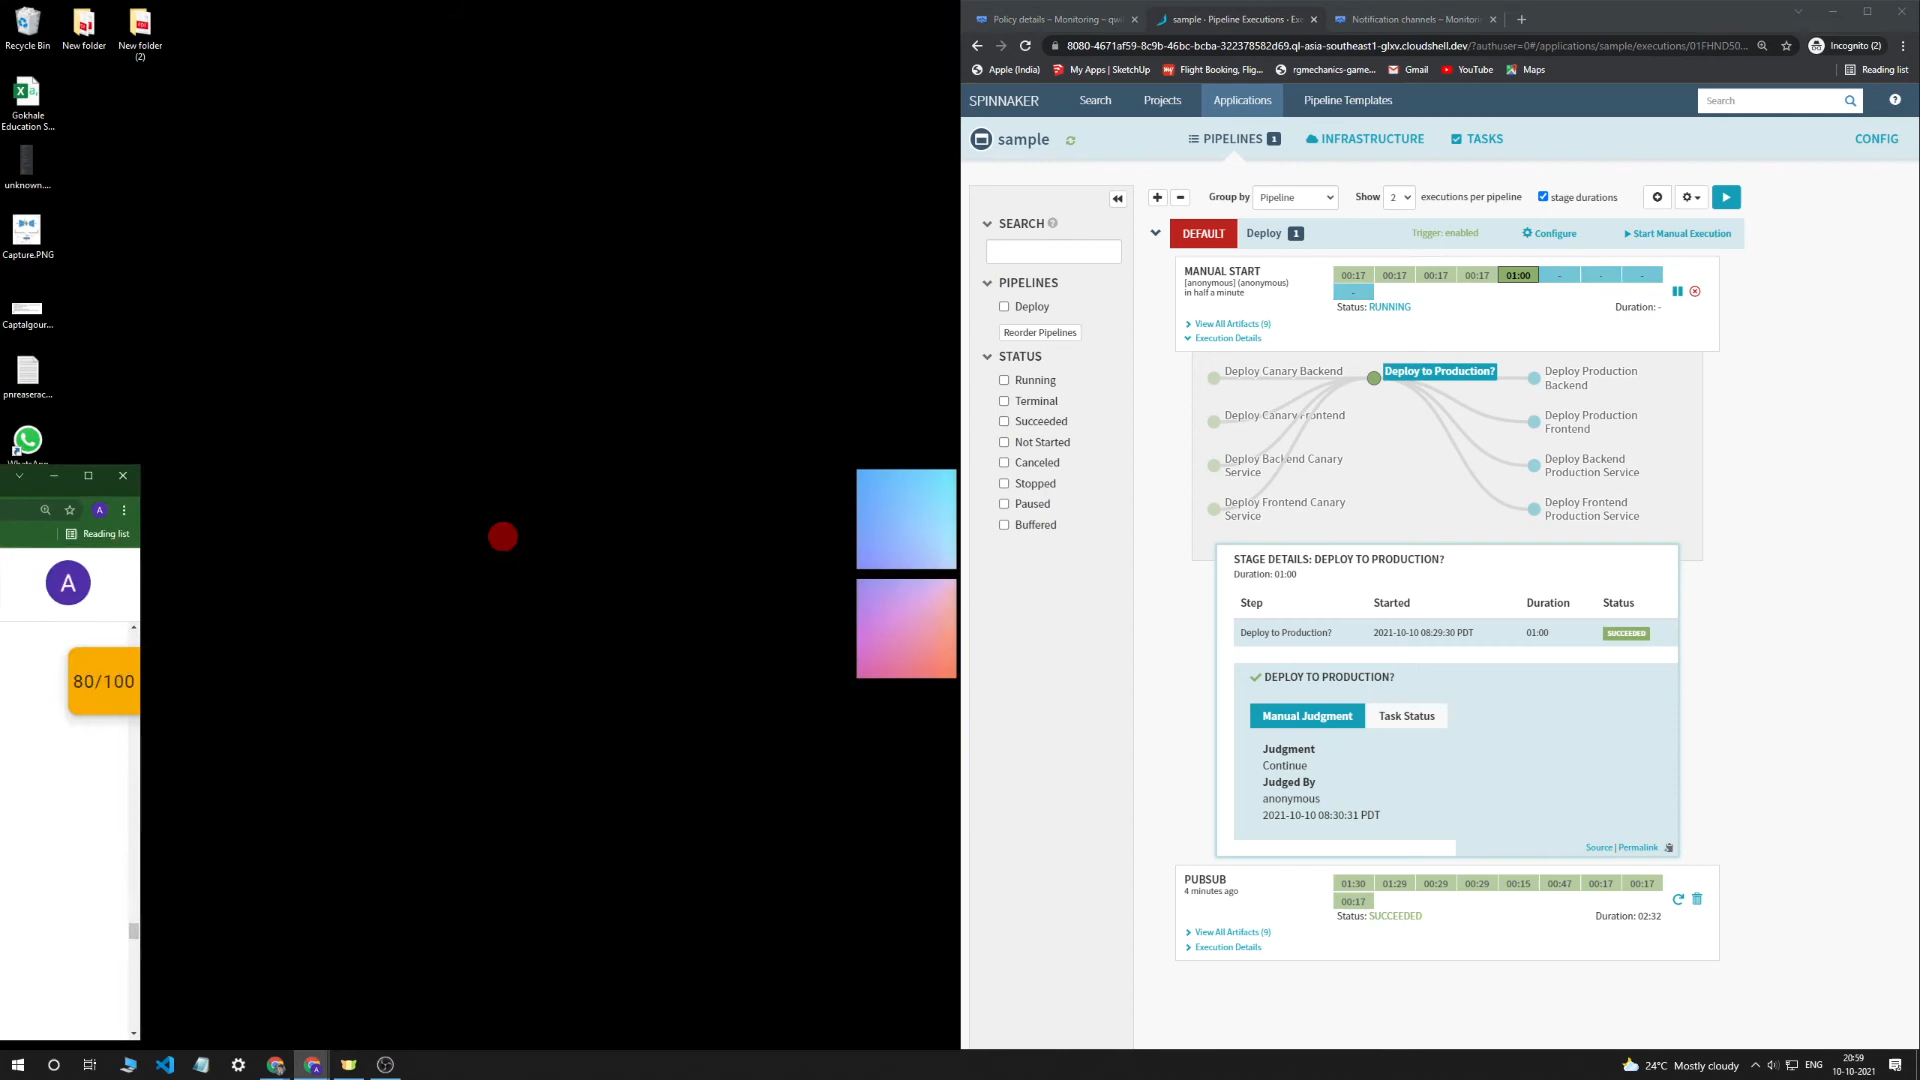 Recycle Bin
New folder
New folder
(2)
Gokhale
Education S...
unknown....
Capture.PNG
Captalgour...
pnreaserac...
Reading list
A
80/100
Policy details – Monitoring – qwi
sample · Pipeline Executions · Exe
Notification channels – Monitorin
8080-4671af59-8c9b-46bc-bcba-322378582d69.ql-asia-southeast1-glxv.cloudshell.dev/?authuser=0#/applications/sample/executions/01FHND50...
Incognito (2)
Apple (India)
My Apps | SketchUp
Flight Booking, Flig...
rgmechanics-game...
Gmail
YouTube
Maps
Reading list
SPINNAKER
Search
Projects
Applications
Pipeline Templates
Search
sample
PIPELINES 1
INFRASTRUCTURE
TASKS
CONFIG
Group by
Pipeline
Show
2
executions per pipeline
stage durations
SEARCH
PIPELINES
Deploy
Reorder Pipelines
STATUS
Running
Terminal
Succeeded
Not Started
Canceled
Stopped
Paused
Buffered
DEFAULT
Deploy 1
Trigger: enabled
Configure
Start Manual Execution
MANUAL START
[anonymous] (anonymous)
in half a minute
00:17 00:17 00:17 00:17 01:00 - - -
-
Status: RUNNING
Duration: -
View All Artifacts (9)
Execution Details
Deploy Canary Backend
Deploy to Production?
Deploy Production
Backend
Deploy Canary Frontend
Deploy Production
Frontend
Deploy Backend Canary
Service
Deploy Backend
Production Service
Deploy Frontend Canary
Service
Deploy Frontend
Production Service
STAGE DETAILS: DEPLOY TO PRODUCTION?
Duration: 01:00
Step Started Duration Status
Deploy to Production? 2021-10-10 08:29:30 PDT 01:00 SUCCEEDED
DEPLOY TO PRODUCTION?
Manual Judgment
Task Status
Judgment
Continue
Judged By
anonymous
2021-10-10 08:30:31 PDT
Source | Permalink
PUBSUB
4 minutes ago
01:30 01:29 00:29 00:29 00:15 00:47 00:17 00:17
00:17
Status: SUCCEEDED
Duration: 02:32
View All Artifacts (9)
Execution Details
24°C Mostly cloudy
ENG
20:59
10-10-2021